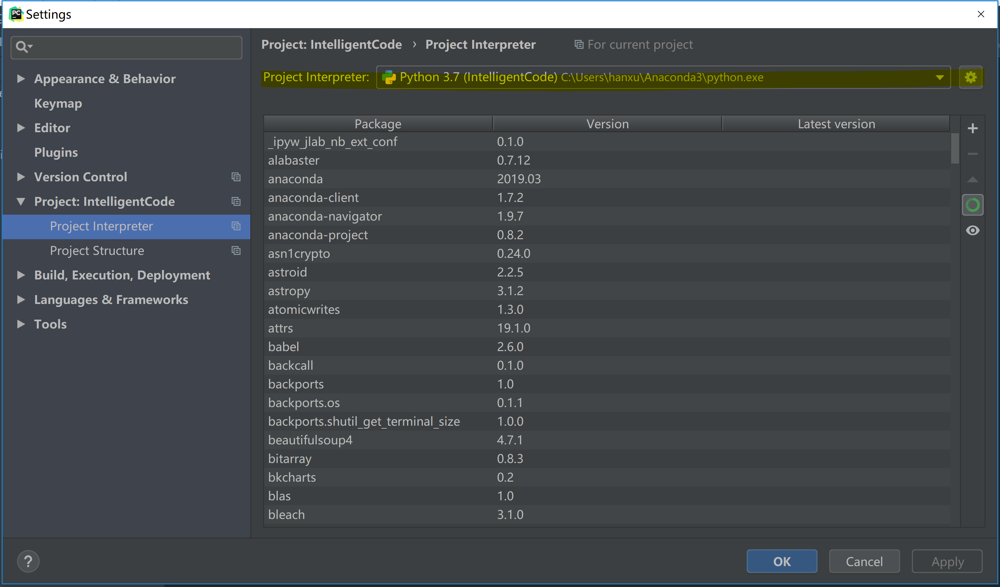 PC Settings
Project: IntelligentCode › Project Interpreter For current project
Appearance & Behavior
Keymap
Editor
Plugins
Version Control
Project: IntelligentCode
Project Interpreter
Project Structure
Build, Execution, Deployment
Languages & Frameworks
Tools
Project Interpreter: Python 3.7 (IntelligentCode) C:\Users\hanxu\Anaconda3\python.exe
Package Version Latest version
_ipyw_jlab_nb_ext_conf 0.1.0
alabaster 0.7.12
anaconda 2019.03
anaconda-client 1.7.2
anaconda-navigator 1.9.7
anaconda-project 0.8.2
asn1crypto 0.24.0
astroid 2.2.5
astropy 3.1.2
atomicwrites 1.3.0
attrs 19.1.0
babel 2.6.0
backcall 0.1.0
backports 1.0
backports.os 0.1.1
backports.shutil_get_terminal_size 1.0.0
beautifulsoup4 4.7.1
bitarray 0.8.3
bkcharts 0.2
blas 1.0
bleach 3.1.0
? OK Cancel Apply